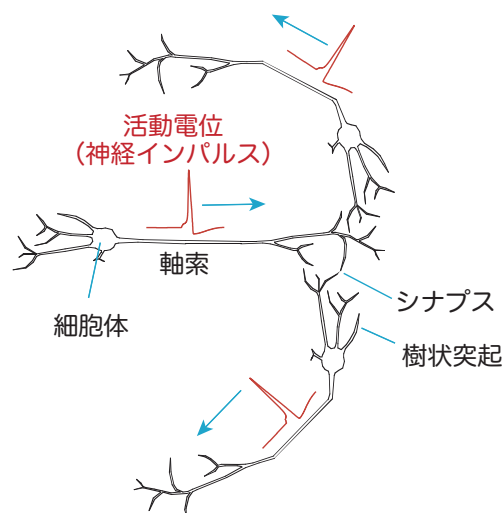 活動電位
（神経インパルス）
軸索
シナプス
細胞体
樹状突起